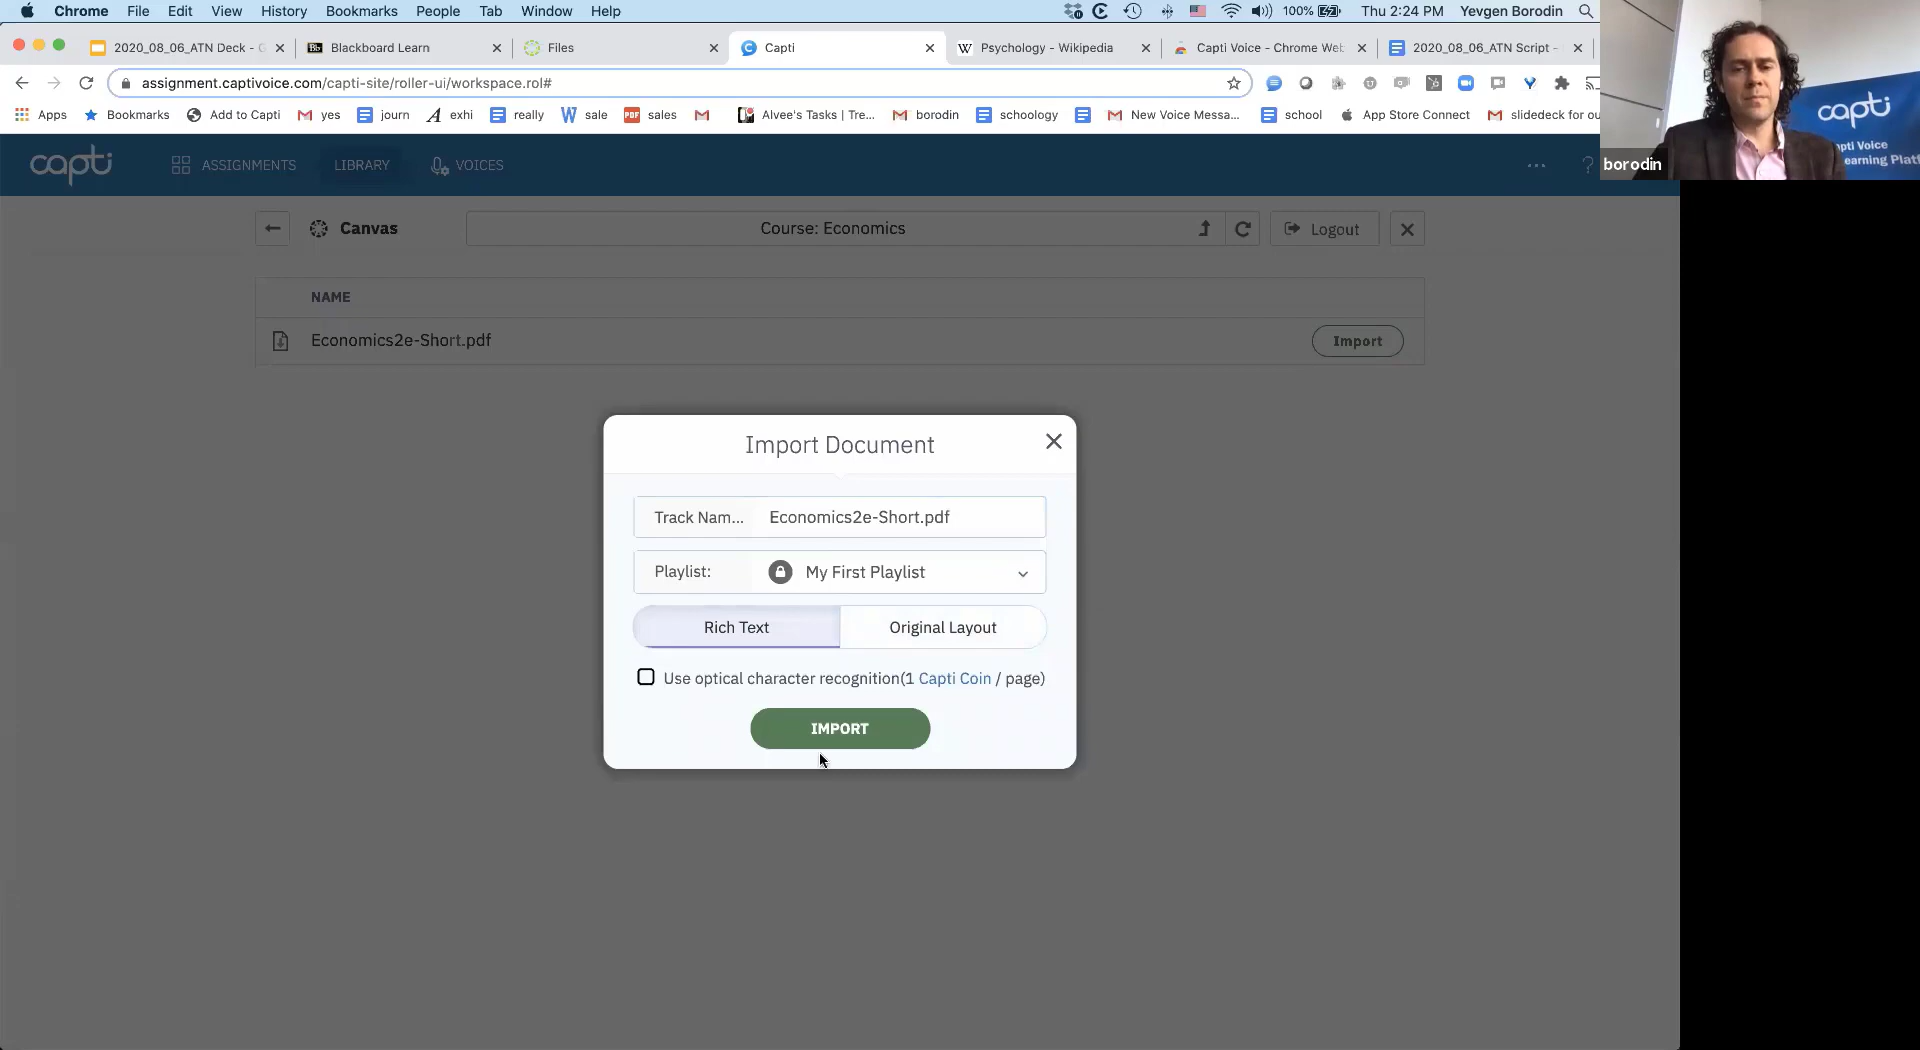 Chrome File Edit View History Bookmarks People Tab Window Help 100% Thu 2:24 PM Yevgen Borodin
2020_08_06_ATN Deck - G Blackboard Learn Files Capti Psychology - Wikipedia Capti Voice - Chrome Web 2020_08_06_ATN Script -
assignment.captivoice.com/capti-site/roller-ui/workspace.rol#
Apps Bookmarks Add to Capti yes journ exhi really sale sales Alvee's Tasks | Tre... borodin schoology New Voice Messa... school App Store Connect slidedeck for ou
capti
Capti Voice
earning Platf
borodin
capti ASSIGNMENTS LIBRARY VOICES ... ?
Canvas Course: Economics Logout
NAME
Economics2e-Short.pdf Import
Import Document
Track Nam... Economics2e-Short.pdf
Playlist: My First Playlist
Rich Text Original Layout
Use optical character recognition(1 Capti Coin / page)
IMPORT